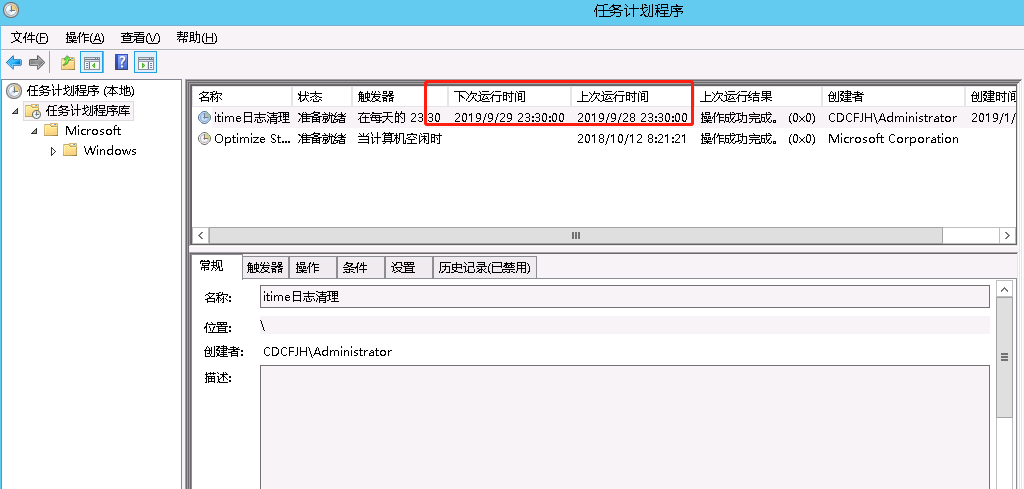 任务计划程序
文件(F) 操作(A) 查看(V) 帮助(H)
任务计划程序 (本地)
任务计划程序库
Microsoft
Windows
名称 状态 触发器 下次运行时间 上次运行时间 上次运行结果 创建者 创建时间
itime日志清理 准备就绪 在每天的 23:30 2019/9/29 23:30:00 2019/9/28 23:30:00 操作成功完成。 (0x0) CDCFJH\Administrator 2019/1/
Optimize St... 准备就绪 当计算机空闲时 2018/10/12 8:21:21 操作成功完成。 (0x0) Microsoft Corporation
常规 触发器 操作 条件 设置 历史记录(已禁用)
名称: itime日志清理
位置: \
创建者: CDCFJH\Administrator
描述: